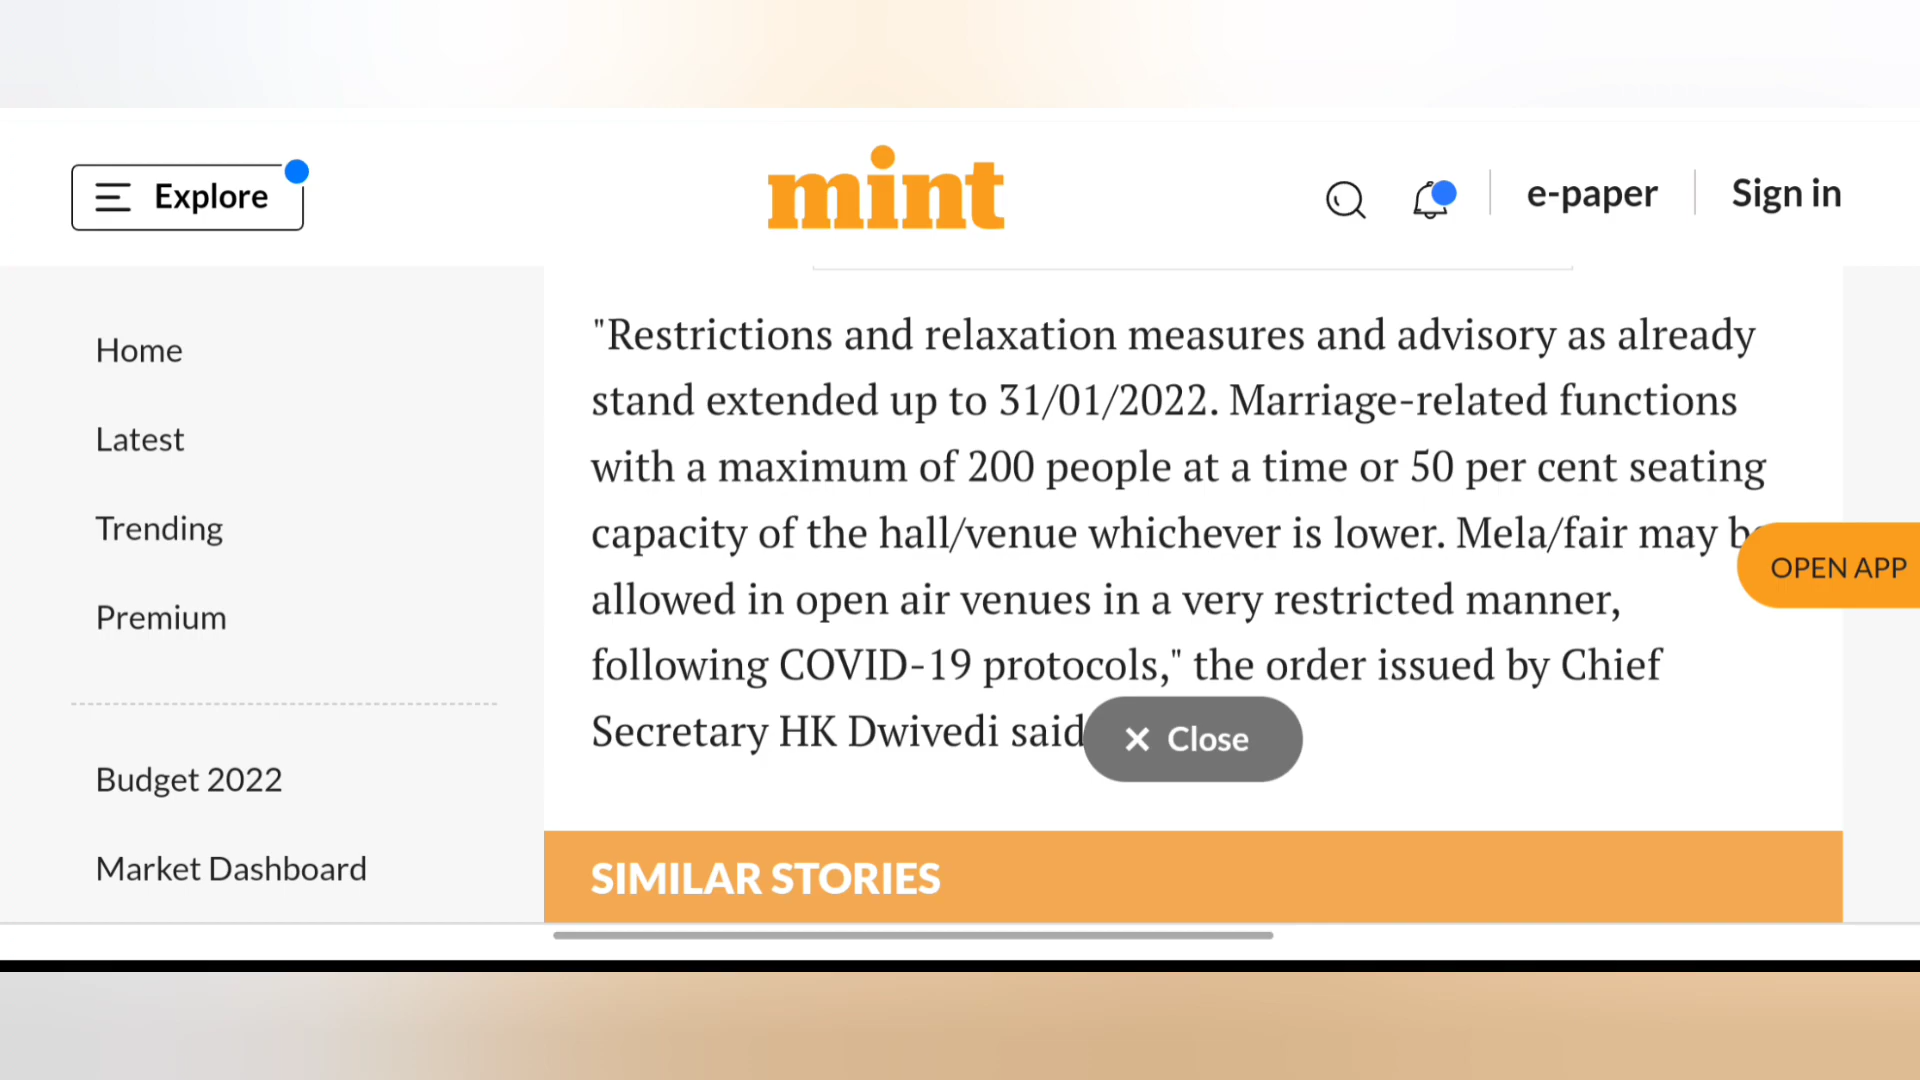 Explore
mint
e-paper
Sign in
Home
Latest
Trending
Premium
Budget 2022
Market Dashboard
"Restrictions and relaxation measures and advisory as already
stand extended up to 31/01/2022. Marriage-related functions
with a maximum of 200 people at a time or 50 per cent seating
capacity of the hall/venue whichever is lower. Mela/fair may
allowed in open air venues in a very restricted manner,
following COVID-19 protocols," the order issued by Chief
Secretary HK Dwivedi said
OPEN APP
× Close
SIMILAR STORIES